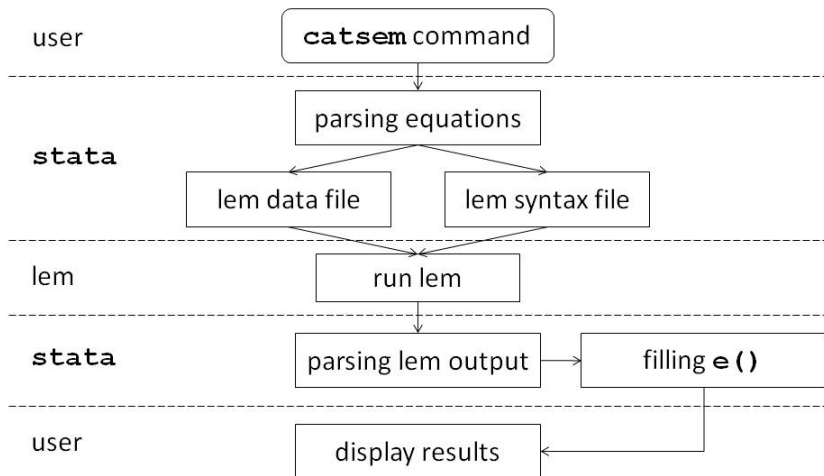 user
catsem command
parsing equations
stata
lem data file
lem syntax file
lem
run lem
stata
parsing lem output
filling e()
user
display results